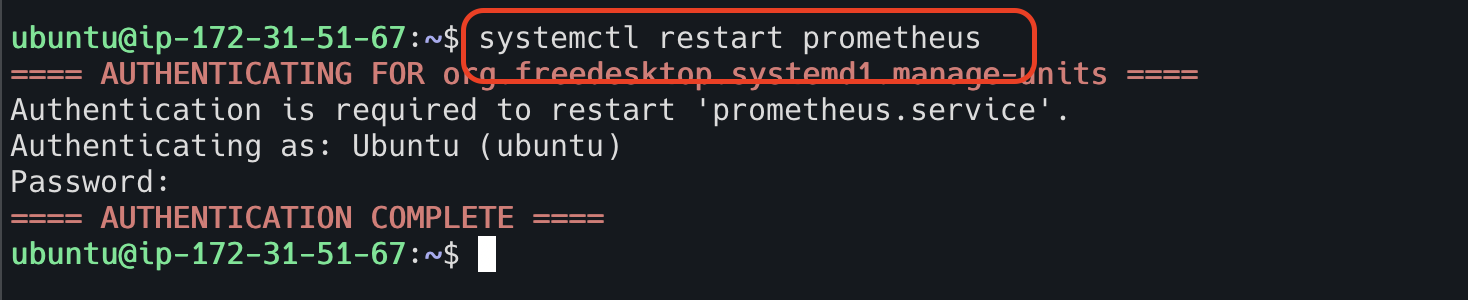 ubuntu@ip-172-31-51-67:~$ systemctl restart prometheus
==== AUTHENTICATING FOR org.freedesktop.systemd1.manage-units ====
Authentication is required to restart 'prometheus.service'.
Authenticating as: Ubuntu (ubuntu)
Password:
==== AUTHENTICATION COMPLETE ====
ubuntu@ip-172-31-51-67:~$